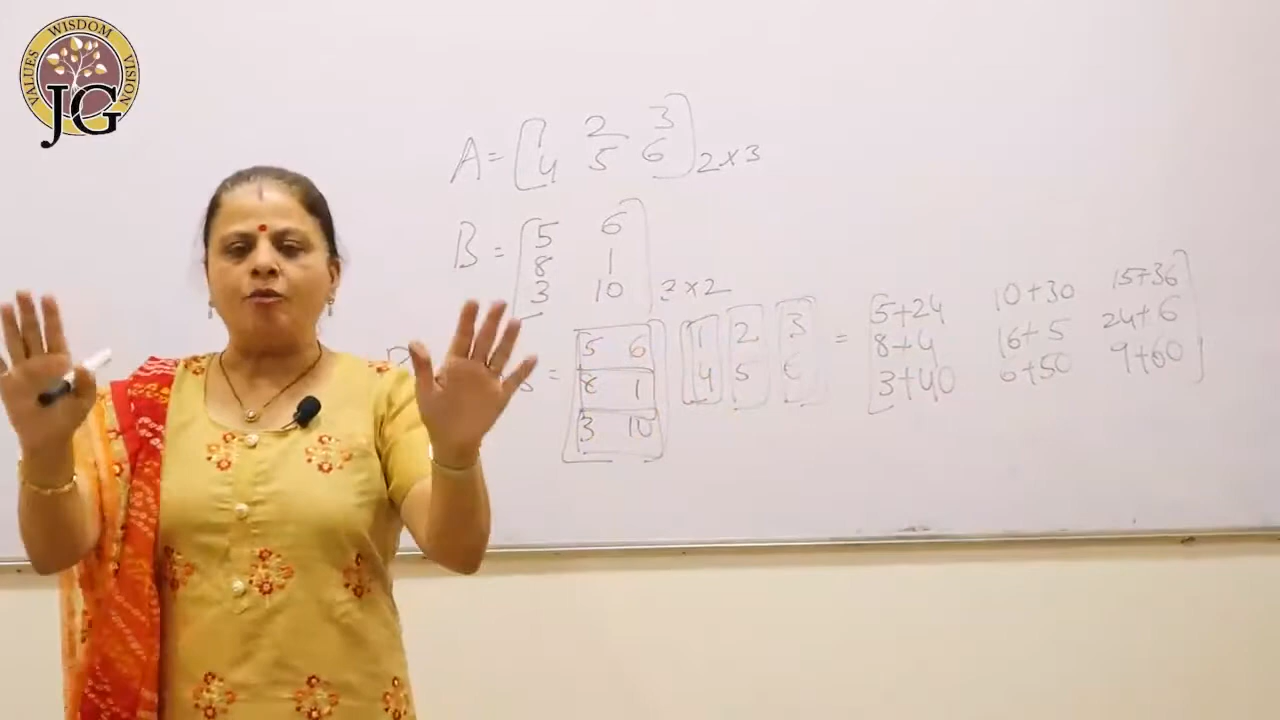 VALUES WISDOM VISION
JG
A = [1 2 3
4 5 6] 2×3
B = [5 6
8 1
3 10] 3×2
= [5 6 [1 2 3 = [5+24 10+30 15+36
8 1 4 5 6] 8+4 16+5 24+6
3 10] 3+40 6+50 9+60]